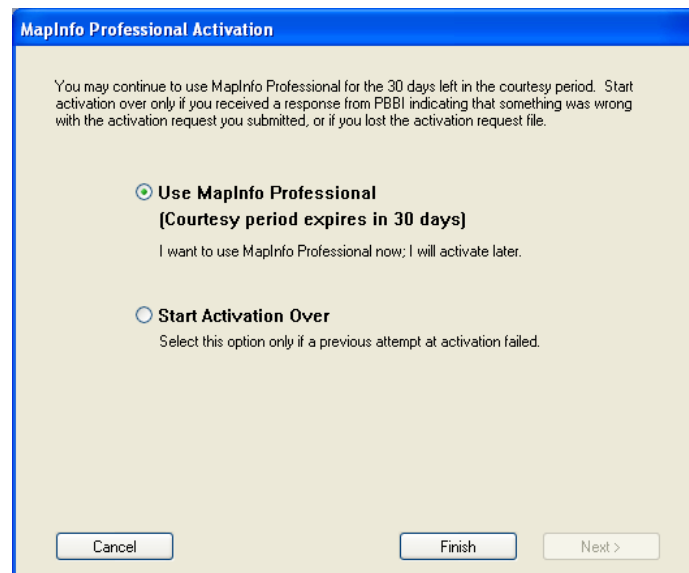 MapInfo Professional Activation
You may continue to use MapInfo Professional for the 30 days left in the courtesy period. Start
activation over only if you received a response from PBBI indicating that something was wrong
with the activation request you submitted, or if you lost the activation request file.
Use MapInfo Professional
(Courtesy period expires in 30 days)
I want to use MapInfo Professional now; I will activate later.
Start Activation Over
Select this option only if a previous attempt at activation failed.
Cancel Finish Next >